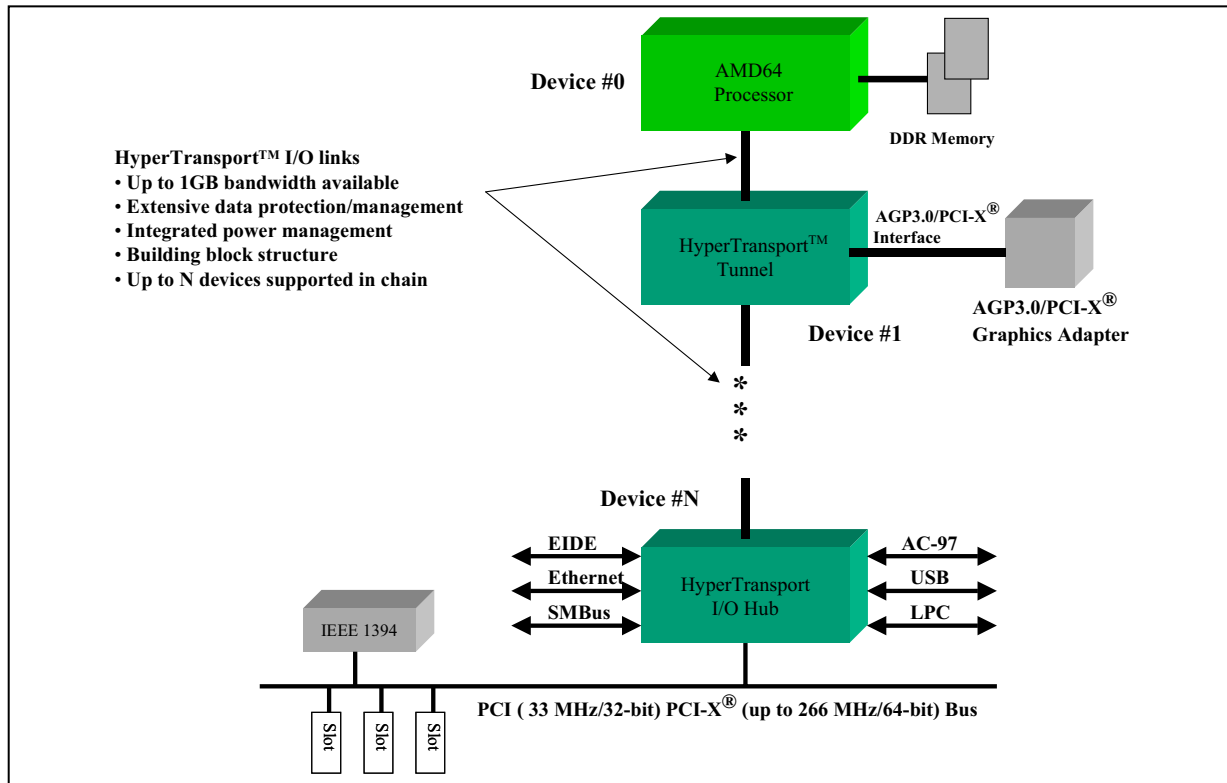 AMD64
Processor
Device #0
DDR Memory
HyperTransport™ I/O links
• Up to 1GB bandwidth available
• Extensive data protection/management
• Integrated power management
• Building block structure
• Up to N devices supported in chain
HyperTransport™
Tunnel
AGP3.0/PCI-X®
Interface
AGP3.0/PCI-X®
Graphics Adapter
Device #1
*
*
*
Device #N
EIDE
Ethernet
SMBus
HyperTransport
I/O Hub
AC-97
USB
LPC
IEEE 1394
PCI ( 33 MHz/32-bit) PCI-X® (up to 266 MHz/64-bit) Bus
Slot
Slot
Slot